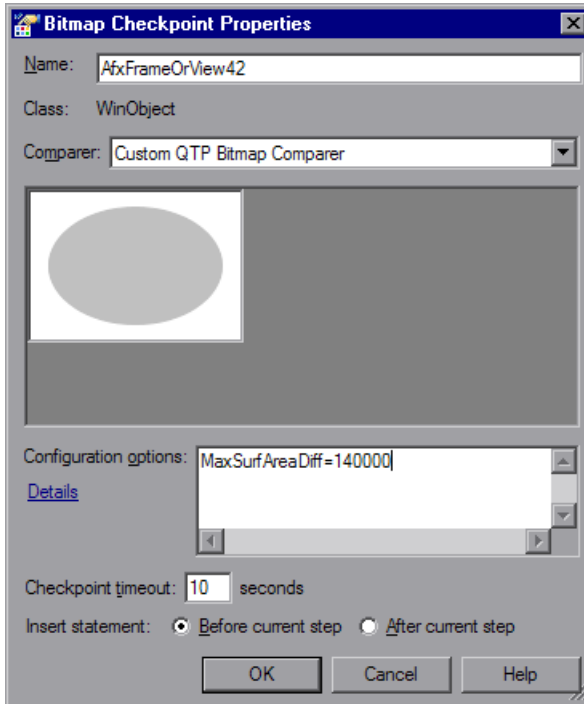 Bitmap Checkpoint Properties
Name: AfxFrameOrView42
Class: WinObject
Comparer: Custom QTP Bitmap Comparer
Configuration options: MaxSurfAreaDiff=140000
Details
Checkpoint timeout: 10 seconds
Insert statement: Before current step After current step
OK Cancel Help